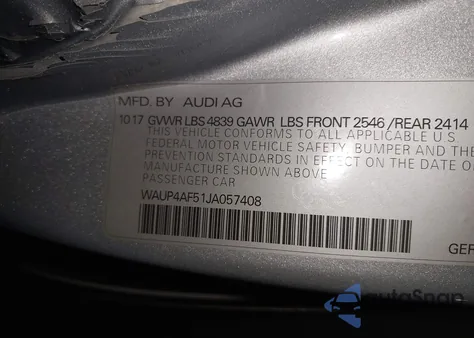 MFD. BY AUDI AG
10 17 GVWR LBS 4839 GAWR LBS FRONT 2546 /REAR 2414
THIS VEHICLE CONFORMS TO ALL APPLICABLE U S
FEDERAL MOTOR VEHICLE SAFETY, BUMPER AND THE
PREVENTION STANDARDS IN EFFECT ON THE DATE O
MANUFACTURE SHOWN ABOVE
PASSENGER CAR
WAUP4AF51JA057408
GER
autoSnap